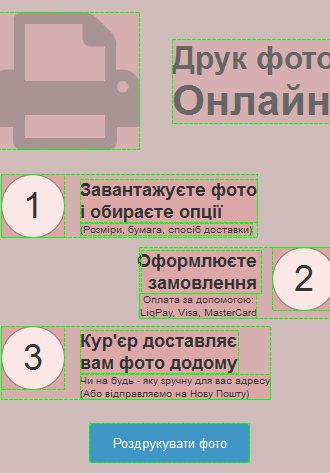 Друк фото
Онлайн
1
Завантажуєте фото
і обираєте опції
(Розміри, бумага, спосіб доставки)
Оформлюєте
замовлення
2
Оплата за допомогою:
LiqPay, Visa, MasterCard
3
Кур'єр доставляє
вам фото додому
Чи на будь - яку зручну для вас адресу
(Або відправляємо на Нову Пошту)
Роздрукувати фото